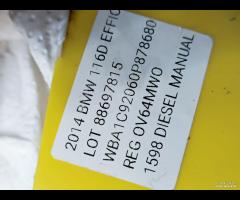 2014 BMW 116D EFFIC
LOT 88697815
WBA1C92060P878680
REG OV64MWO
1598 DIESEL MANUAL